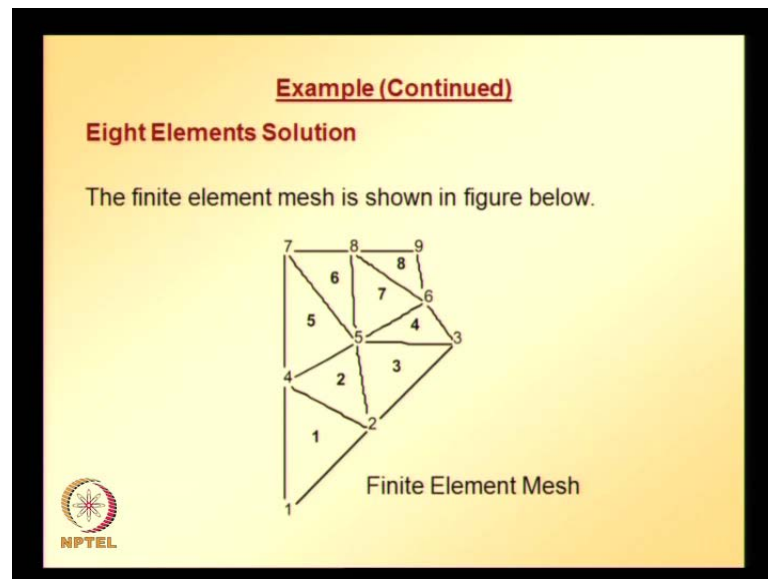 Example (Continued)
Eight Elements Solution
The finite element mesh is shown in figure below.
7 8 9
8
6
7 6
5 4
5 3
3
4 2
2
1
Finite Element Mesh
1
NPTEL